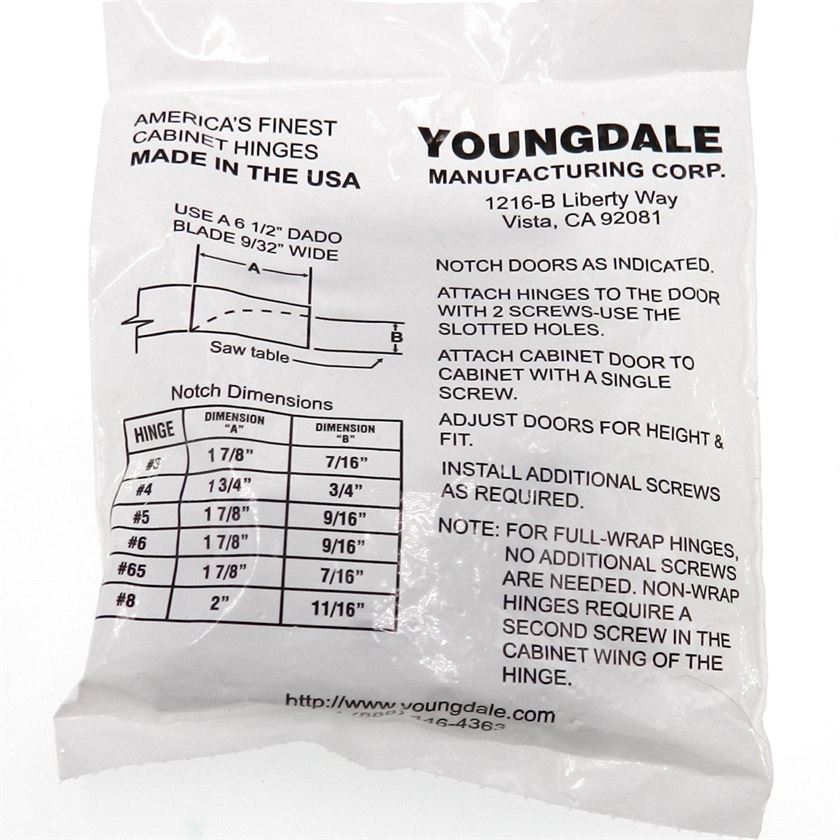 AMERICA'S FINEST
CABINET HINGES
MADE IN THE USA
USE A 6 1/2" DADO
BLADE 9/32" WIDE
A
B
Saw table
Notch Dimensions
HINGE DIMENSION "A" DIMENSION "B"
#3 1 7/8" 7/16"
#4 1 3/4" 3/4"
#5 1 7/8" 9/16"
#6 1 7/8" 9/16"
#65 1 7/8" 7/16"
#8 2" 11/16"
YOUNGDALE
MANUFACTURING CORP.
1216-B Liberty Way
Vista, CA 92081
NOTCH DOORS AS INDICATED.
ATTACH HINGES TO THE DOOR
WITH 2 SCREWS-USE THE
SLOTTED HOLES.
ATTACH CABINET DOOR TO
CABINET WITH A SINGLE
SCREW.
ADJUST DOORS FOR HEIGHT &
FIT.
INSTALL ADDITIONAL SCREWS
AS REQUIRED.
NOTE: FOR FULL-WRAP HINGES,
NO ADDITIONAL SCREWS
ARE NEEDED. NON-WRAP
HINGES REQUIRE A
SECOND SCREW IN THE
CABINET WING OF THE
HINGE.
http://www.youngdale.com